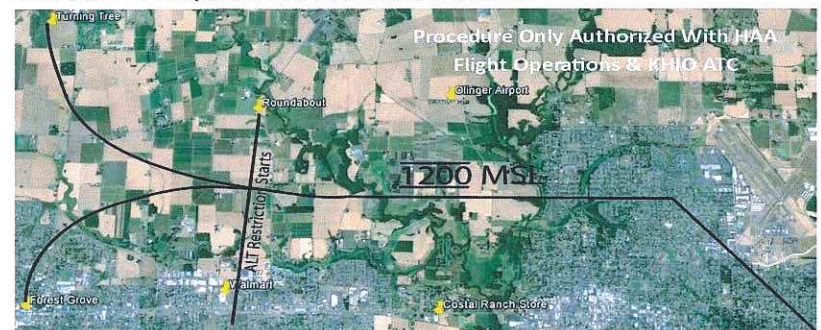 Turning Tree
Procedure Only Authorized With HAA
Flight Operations & KHIO ATC
Olinger Airport
Roundabout
1200 MSL
ALT Restriction Starts
Walmart
Forest Grove
Costal Ranch Store